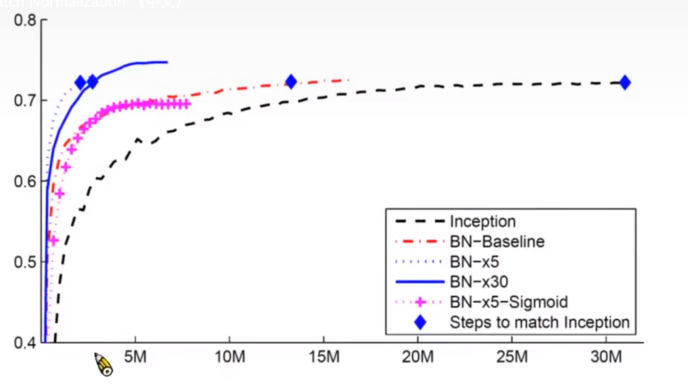 0.8
0.7
0.6
0.5
0.4
5M 10M 15M 20M 25M 30M
Inception
BN-Baseline
BN-x5
BN-x30
BN-x5-Sigmoid
Steps to match Inception